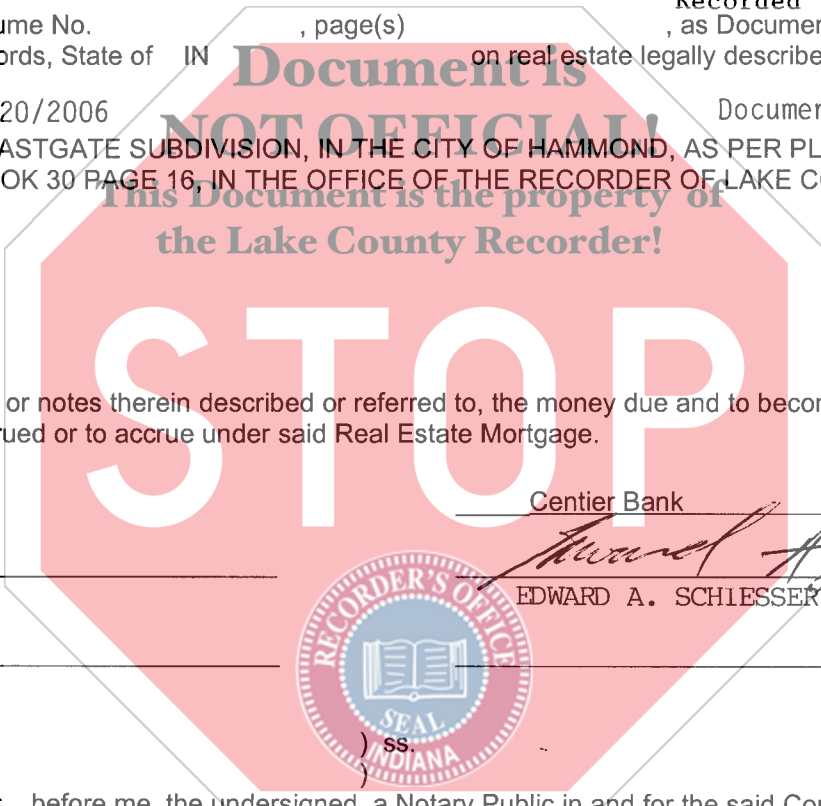 Recorded
ume No. , page(s) , as Documen
ords, State of IN on real estate legally describe
Document is
20/2006 Documen
NOT OFFICIAL!
ASTGATE SUBDIVISION, IN THE CITY OF HAMMOND, AS PER PL
OK 30 PAGE 16, IN THE OFFICE OF THE RECORDER OF LAKE CO
This Document is the property of
the Lake County Recorder!
STOP
or notes therein described or referred to, the money due and to becom
rued or to accrue under said Real Estate Mortgage.
Centier Bank
EDWARD A. SCHIESSER
RECORDER'S OFFICE
SEAL
INDIANA
) ss.
)
before me, the undersigned, a Notary Public in and for the said Cou